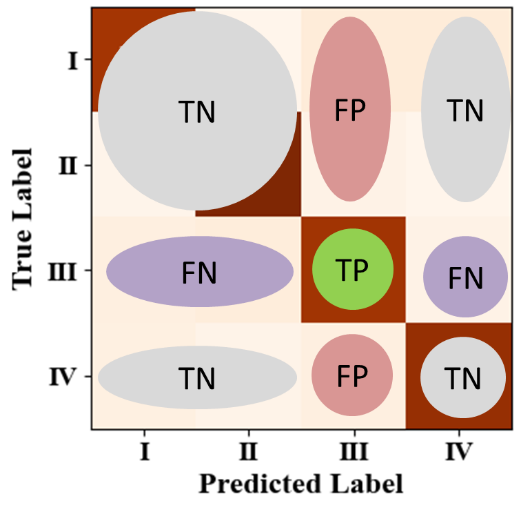 I
TN
FP
TN
II
True Label
III
FN
TP
FN
IV
TN
FP
TN
I
II
III
IV
Predicted Label